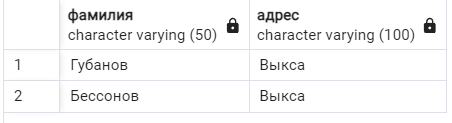 фамилия адрес
character varying (50) character varying (100)
1 Губанов Выкса
2 Бессонов Выкса